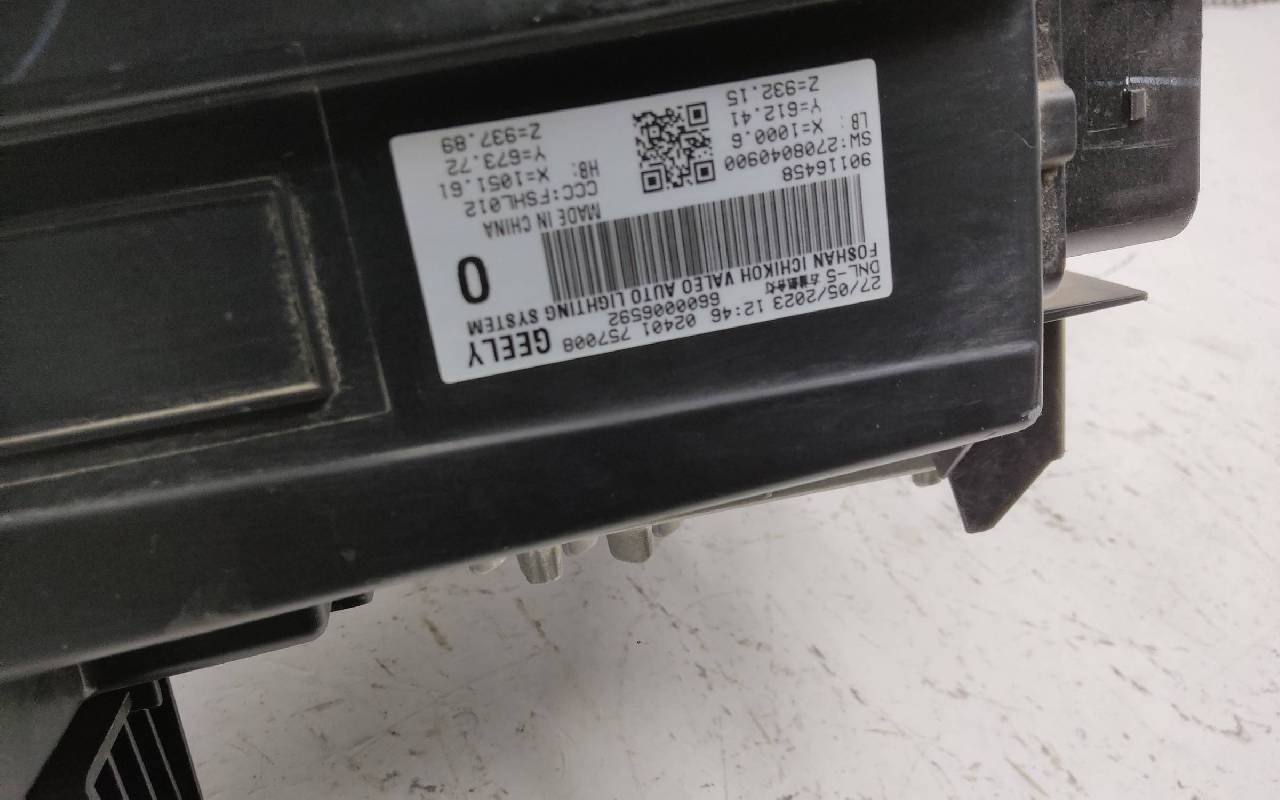 27/05/2023 12:46 02401 757008 GEELY
DNL-S 6600006592
FOSHAN ICHIKOH VALEO AUTO LIGHTING SYSTEM
0
90116458 MADE IN CHINA
SW:2708040900 CCC:FSHL012
LB: HB:
X=1000.6 X=1051.61
Y=612.41 Y=673.72
Z=932.15 Z=937.89